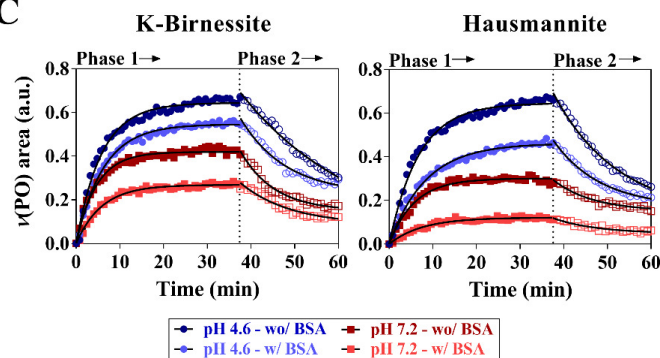 C
K-Birnessite
Hausmannite
Phase 1→ Phase 2 →
Phase 1→ Phase 2 →
ν(PO) area (a.u.)
0.8
0.6
0.4
0.2
0.0
0.8
0.6
0.4
0.2
0.0
0 10 20 30 40 50 60
0 10 20 30 40 50 60
Time (min)
Time (min)
pH 4.6 - wo/ BSA pH 7.2 - wo/ BSA
pH 4.6 - w/ BSA pH 7.2 - w/ BSA